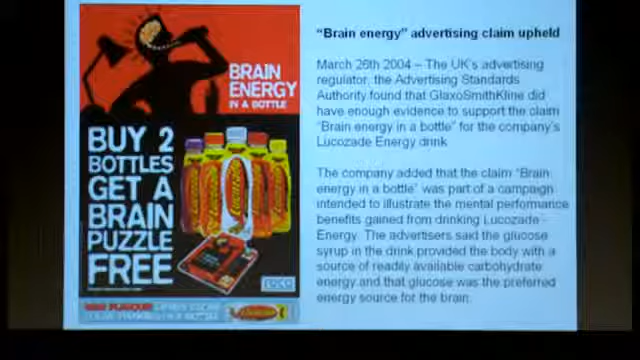 BRAIN
ENERGY
IN A BOTTLE
BUY 2
BOTTLES
GET A
BRAIN
PUZZLE
FREE
"Brain energy" advertising claim upheld
March 26th 2004 – The UK's advertising
regulator, the Advertising Standards
Authority found that GlaxoSmithKline did
have enough evidence to support the claim
"Brain energy in a bottle" for the company's
Lucozade Energy drink
The company added that the claim "Brain
energy in a bottle" was part of a campaign
intended to illustrate the mental performance
benefits gained from drinking Lucozade
Energy. The advertisers said the glucose
syrup in the drink provided the body with a
source of readily available carbohydrate
energy and that glucose was the preferred
energy source for the brain.